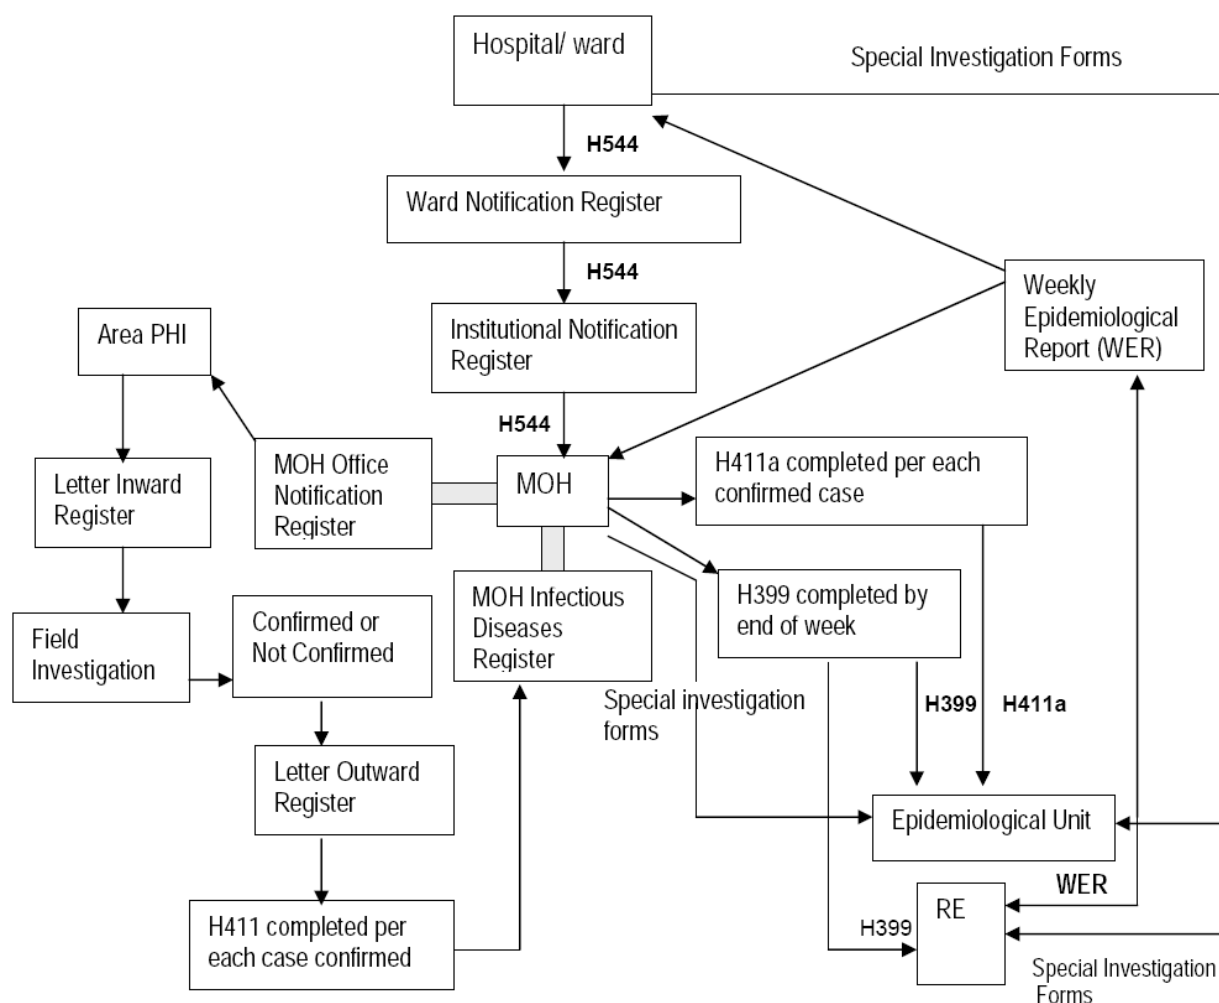 Hospital/ ward
Special Investigation Forms
H544
Ward Notification Register
H544
Weekly
Epidemiological
Report (WER)
Institutional Notification
Register
Area PHI
H544
MOH Office
Notification
Register
MOH
H411a completed per each
confirmed case
Letter Inward
Register
H399 completed by
end of week
MOH Infectious
Diseases
Register
Confirmed or
Not Confirmed
Field
Investigation
Special investigation
forms
H399
H411a
Letter Outward
Register
Epidemiological Unit
WER
RE
H399
H411 completed per
each case confirmed
Special Investigation
Forms